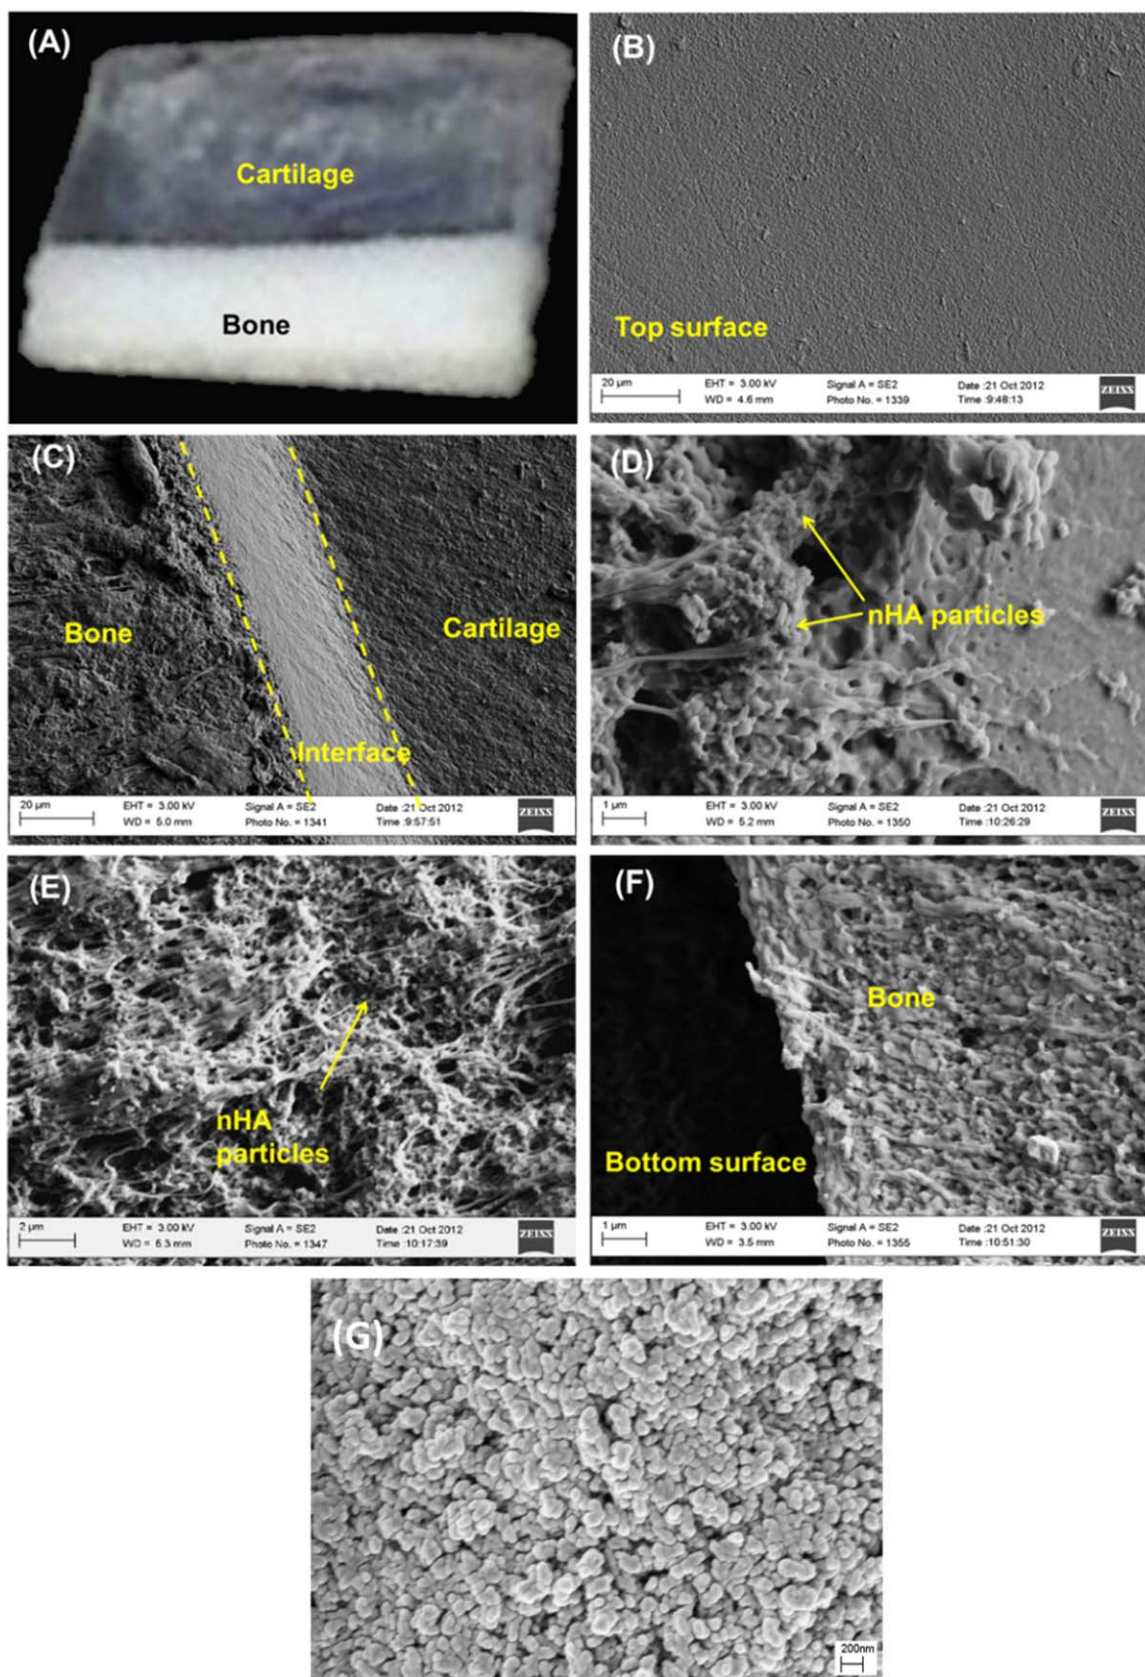 (A)
Cartilage
Bone
(B)
Top surface
20 µm
EHT = 3.00 kV
WD = 4.6 mm
Signal A = SE2
Photo No. = 1339
Date :21 Oct 2012
Time :9:48:13
ZEISS
(C)
Bone
Cartilage
Interface
20 µm
EHT = 3.00 kV
WD = 5.0 mm
Signal A = SE2
Photo No. = 1341
Date :21 Oct 2012
Time :9:57:51
ZEISS
(D)
nHA particles
1 µm
EHT = 3.00 kV
WD = 5.2 mm
Signal A = SE2
Photo No. = 1350
Date :21 Oct 2012
Time :10:26:29
ZEISS
(E)
nHA
particles
2 µm
EHT = 3.00 kV
WD = 5.3 mm
Signal A = SE2
Photo No. = 1347
Date :21 Oct 2012
Time :10:17:39
ZEISS
(F)
Bone
Bottom surface
1 µm
EHT = 3.00 kV
WD = 3.5 mm
Signal A = SE2
Photo No. = 1355
Date :21 Oct 2012
Time :10:51:30
ZEISS
(G)
200nm